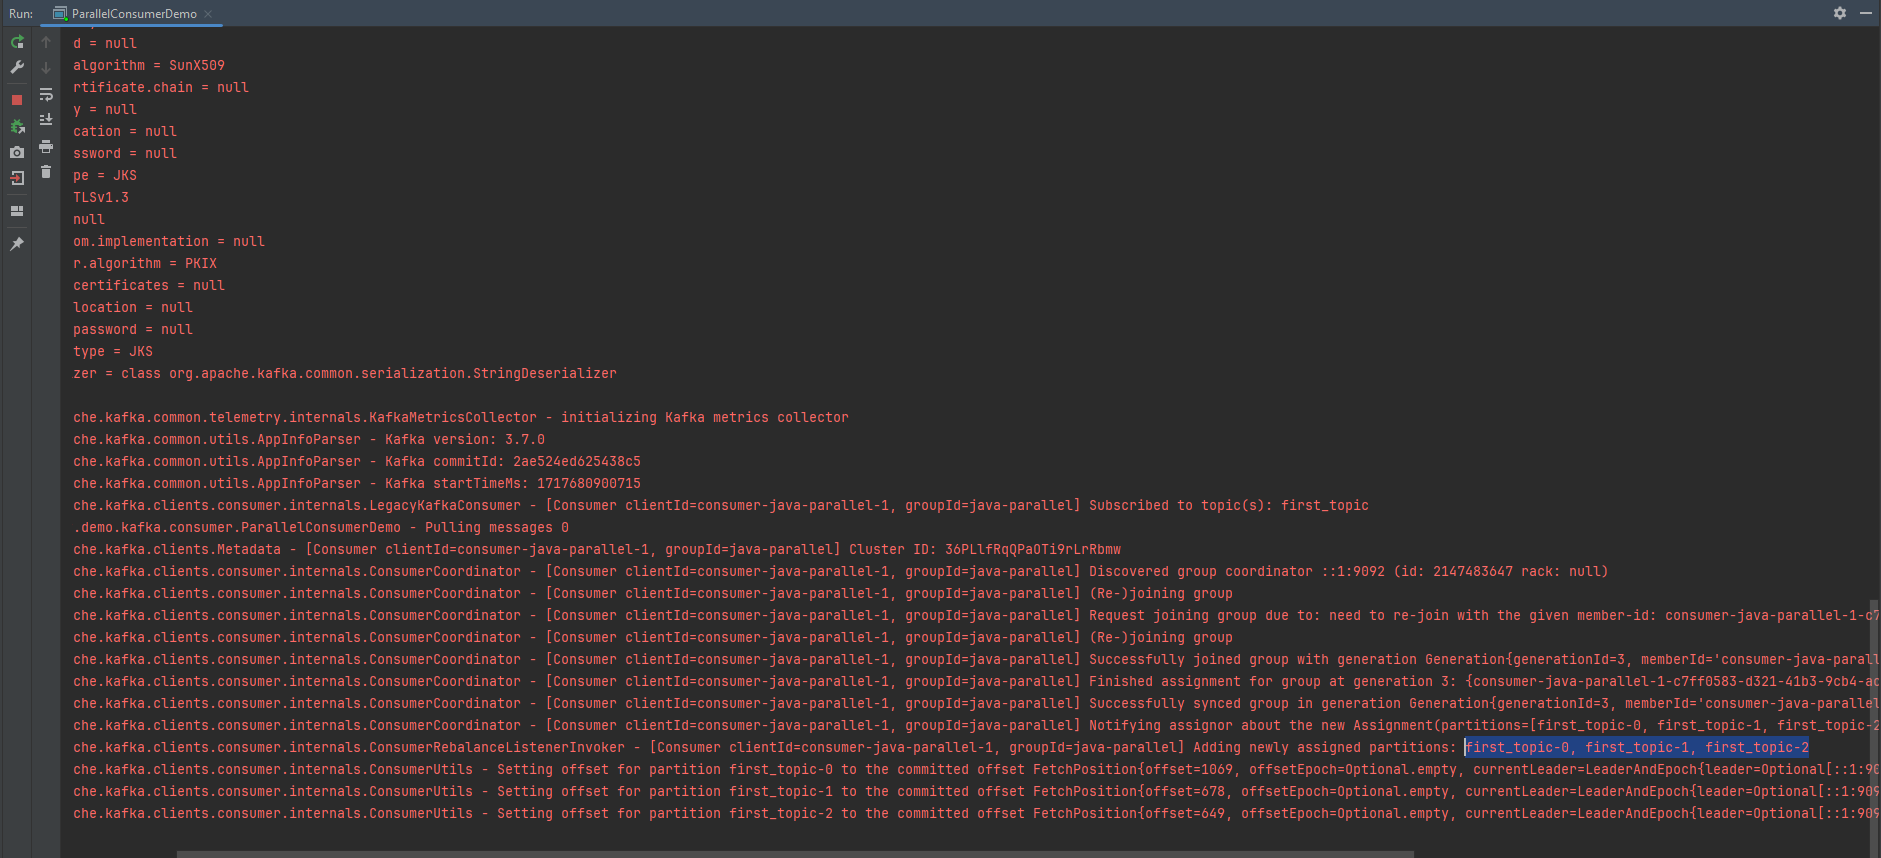 Run: ParallelConsumerDemo
d = null
algorithm = SunX509
rtificate.chain = null
y = null
cation = null
ssword = null
pe = JKS
TLSv1.3
null
om.implementation = null
r.algorithm = PKIX
certificates = null
location = null
password = null
type = JKS
zer = class org.apache.kafka.common.serialization.StringDeserializer
che.kafka.common.telemetry.internals.KafkaMetricsCollector - initializing Kafka metrics collector
che.kafka.common.utils.AppInfoParser - Kafka version: 3.7.0
che.kafka.common.utils.AppInfoParser - Kafka commitId: 2ae524ed625438c5
che.kafka.common.utils.AppInfoParser - Kafka startTimeMs: 1717680900715
che.kafka.clients.consumer.internals.LegacyKafkaConsumer - [Consumer clientId=consumer-java-parallel-1, groupId=java-parallel] Subscribed to topic(s): first_topic
.demo.kafka.consumer.ParallelConsumerDemo - Pulling messages 0
che.kafka.clients.Metadata - [Consumer clientId=consumer-java-parallel-1, groupId=java-parallel] Cluster ID: 36PLlfRqQPaOTi9rLrRbmw
che.kafka.clients.consumer.internals.ConsumerCoordinator - [Consumer clientId=consumer-java-parallel-1, groupId=java-parallel] Discovered group coordinator ::1:9092 (id: 2147483647 rack: null)
che.kafka.clients.consumer.internals.ConsumerCoordinator - [Consumer clientId=consumer-java-parallel-1, groupId=java-parallel] (Re-)joining group
che.kafka.clients.consumer.internals.ConsumerCoordinator - [Consumer clientId=consumer-java-parallel-1, groupId=java-parallel] Request joining group due to: need to re-join with the given member-id: consumer-java-parallel-1-c7
che.kafka.clients.consumer.internals.ConsumerCoordinator - [Consumer clientId=consumer-java-parallel-1, groupId=java-parallel] (Re-)joining group
che.kafka.clients.consumer.internals.ConsumerCoordinator - [Consumer clientId=consumer-java-parallel-1, groupId=java-parallel] Successfully joined group with generation Generation{generationId=3, memberId='consumer-java-parall
che.kafka.clients.consumer.internals.ConsumerCoordinator - [Consumer clientId=consumer-java-parallel-1, groupId=java-parallel] Finished assignment for group at generation 3: {consumer-java-parallel-1-c7ff0583-d321-41b3-9cb4-ac
che.kafka.clients.consumer.internals.ConsumerCoordinator - [Consumer clientId=consumer-java-parallel-1, groupId=java-parallel] Successfully synced group in generation Generation{generationId=3, memberId='consumer-java-parallel
che.kafka.clients.consumer.internals.ConsumerCoordinator - [Consumer clientId=consumer-java-parallel-1, groupId=java-parallel] Notifying assignor about the new Assignment(partitions=[first_topic-0, first_topic-1, first_topic-2
che.kafka.clients.consumer.internals.ConsumerRebalanceListenerInvoker - [Consumer clientId=consumer-java-parallel-1, groupId=java-parallel] Adding newly assigned partitions: first_topic-0, first_topic-1, first_topic-2
che.kafka.clients.consumer.internals.ConsumerUtils - Setting offset for partition first_topic-0 to the committed offset FetchPosition{offset=1069, offsetEpoch=Optional.empty, currentLeader=LeaderAndEpoch{leader=Optional[::1:90
che.kafka.clients.consumer.internals.ConsumerUtils - Setting offset for partition first_topic-1 to the committed offset FetchPosition{offset=678, offsetEpoch=Optional.empty, currentLeader=LeaderAndEpoch{leader=Optional[::1:909
che.kafka.clients.consumer.internals.ConsumerUtils - Setting offset for partition first_topic-2 to the committed offset FetchPosition{offset=649, offsetEpoch=Optional.empty, currentLeader=LeaderAndEpoch{leader=Optional[::1:909